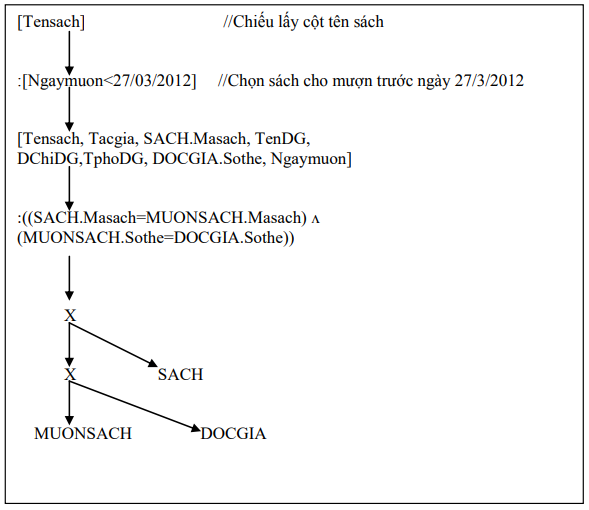 [Tensach] //Chiếu lấy cột tên sách
:[Ngaymuon<27/03/2012] //Chọn sách cho mượn trước ngày 27/3/2012
[Tensach, Tacgia, SACH.Masach, TenDG,
DChiDG,TphoDG, DOCGIA.Sothe, Ngaymuon]
:((SACH.Masach=MUONSACH.Masach) ∧
(MUONSACH.Sothe=DOCGIA.Sothe))
X
X SACH
MUONSACH DOCGIA